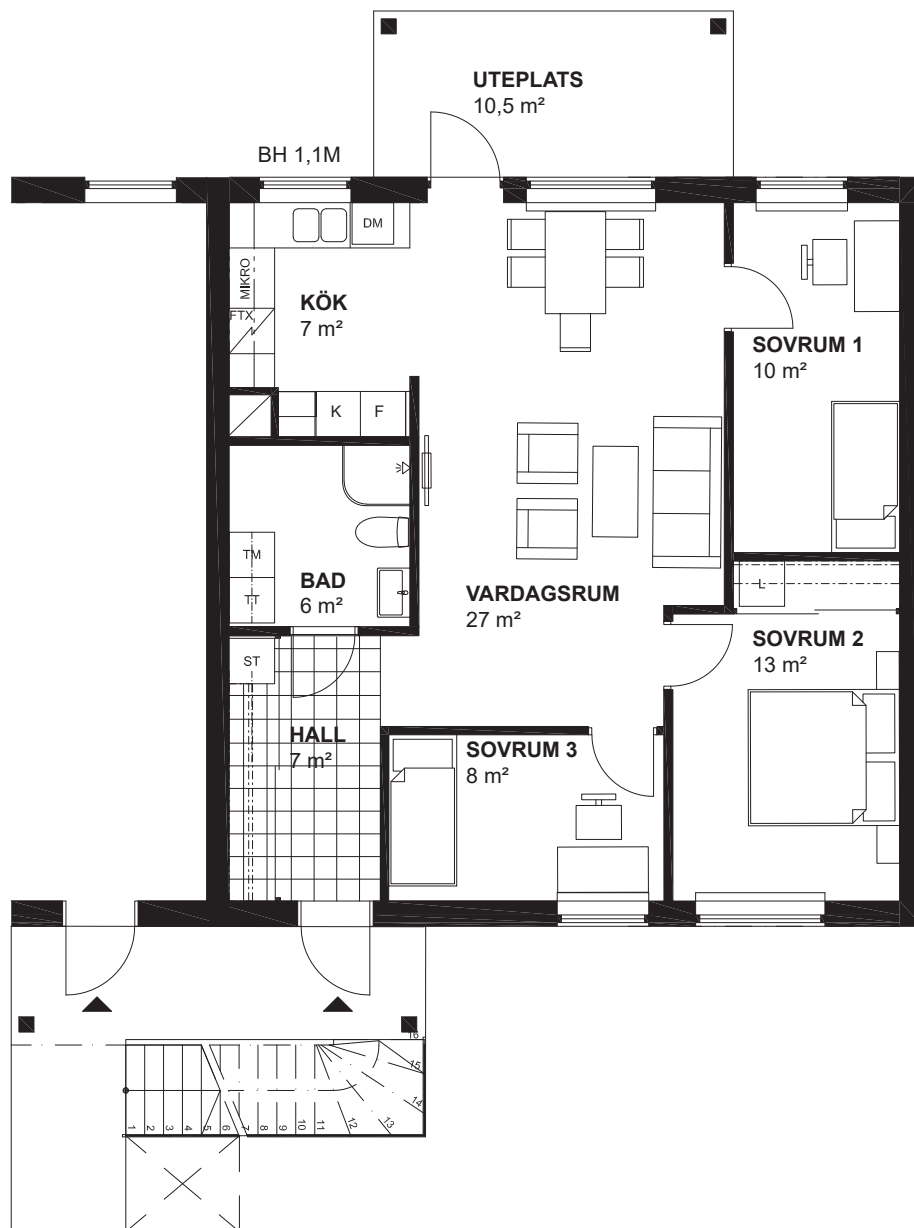 UTEPLATS
10,5 m²
BH 1,1M
DM
MIKRO
FTX
KÖK
7 m²
K
F
SOVRUM 1
10 m²
TM
TT
BAD
6 m²
VARDAGSRUM
27 m²
L
SOVRUM 2
13 m²
ST
HALL
7 m²
SOVRUM 3
8 m²
1
2
3
4
5
6
7
8
9
10
11
12
13
14
15
16